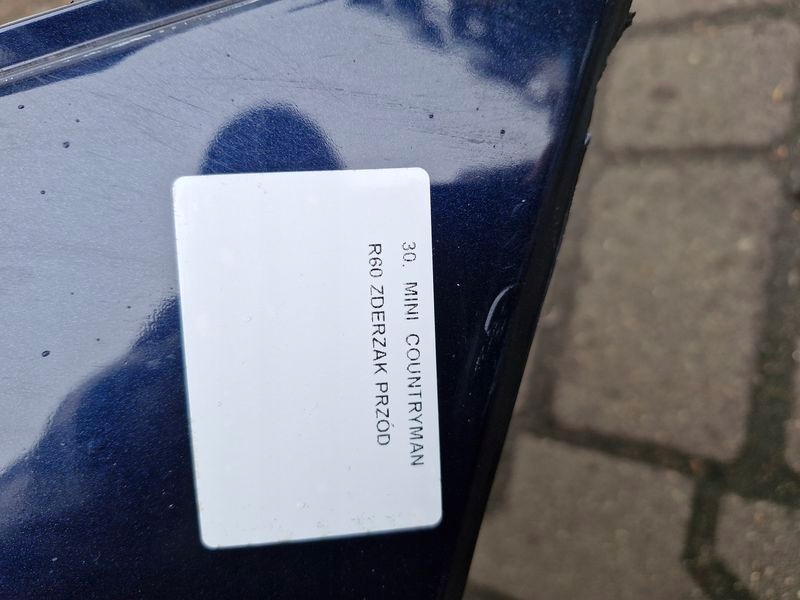 30. MINI COUNTRYMAN
R60 ZDERZAK PRZÓD